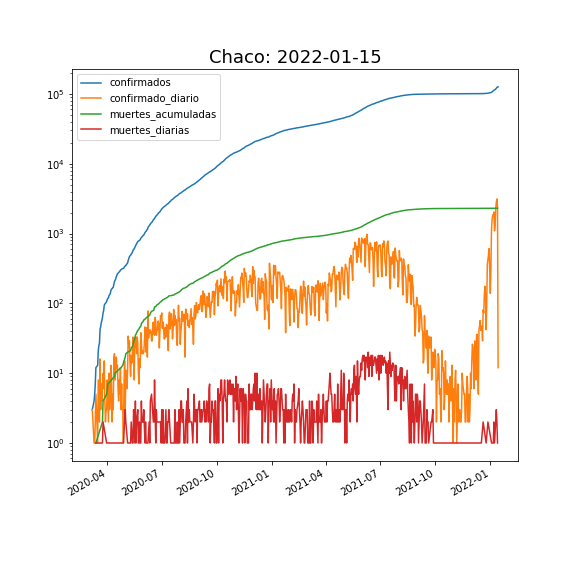 Chaco: 2022-01-15
confirmados
confirmado_diario
muertes_acumuladas
muertes_diarias
10⁵
10⁴
10³
10²
10¹
10⁰
2020-04
2020-07
2020-10
2021-01
2021-04
2021-07
2021-10
2022-01